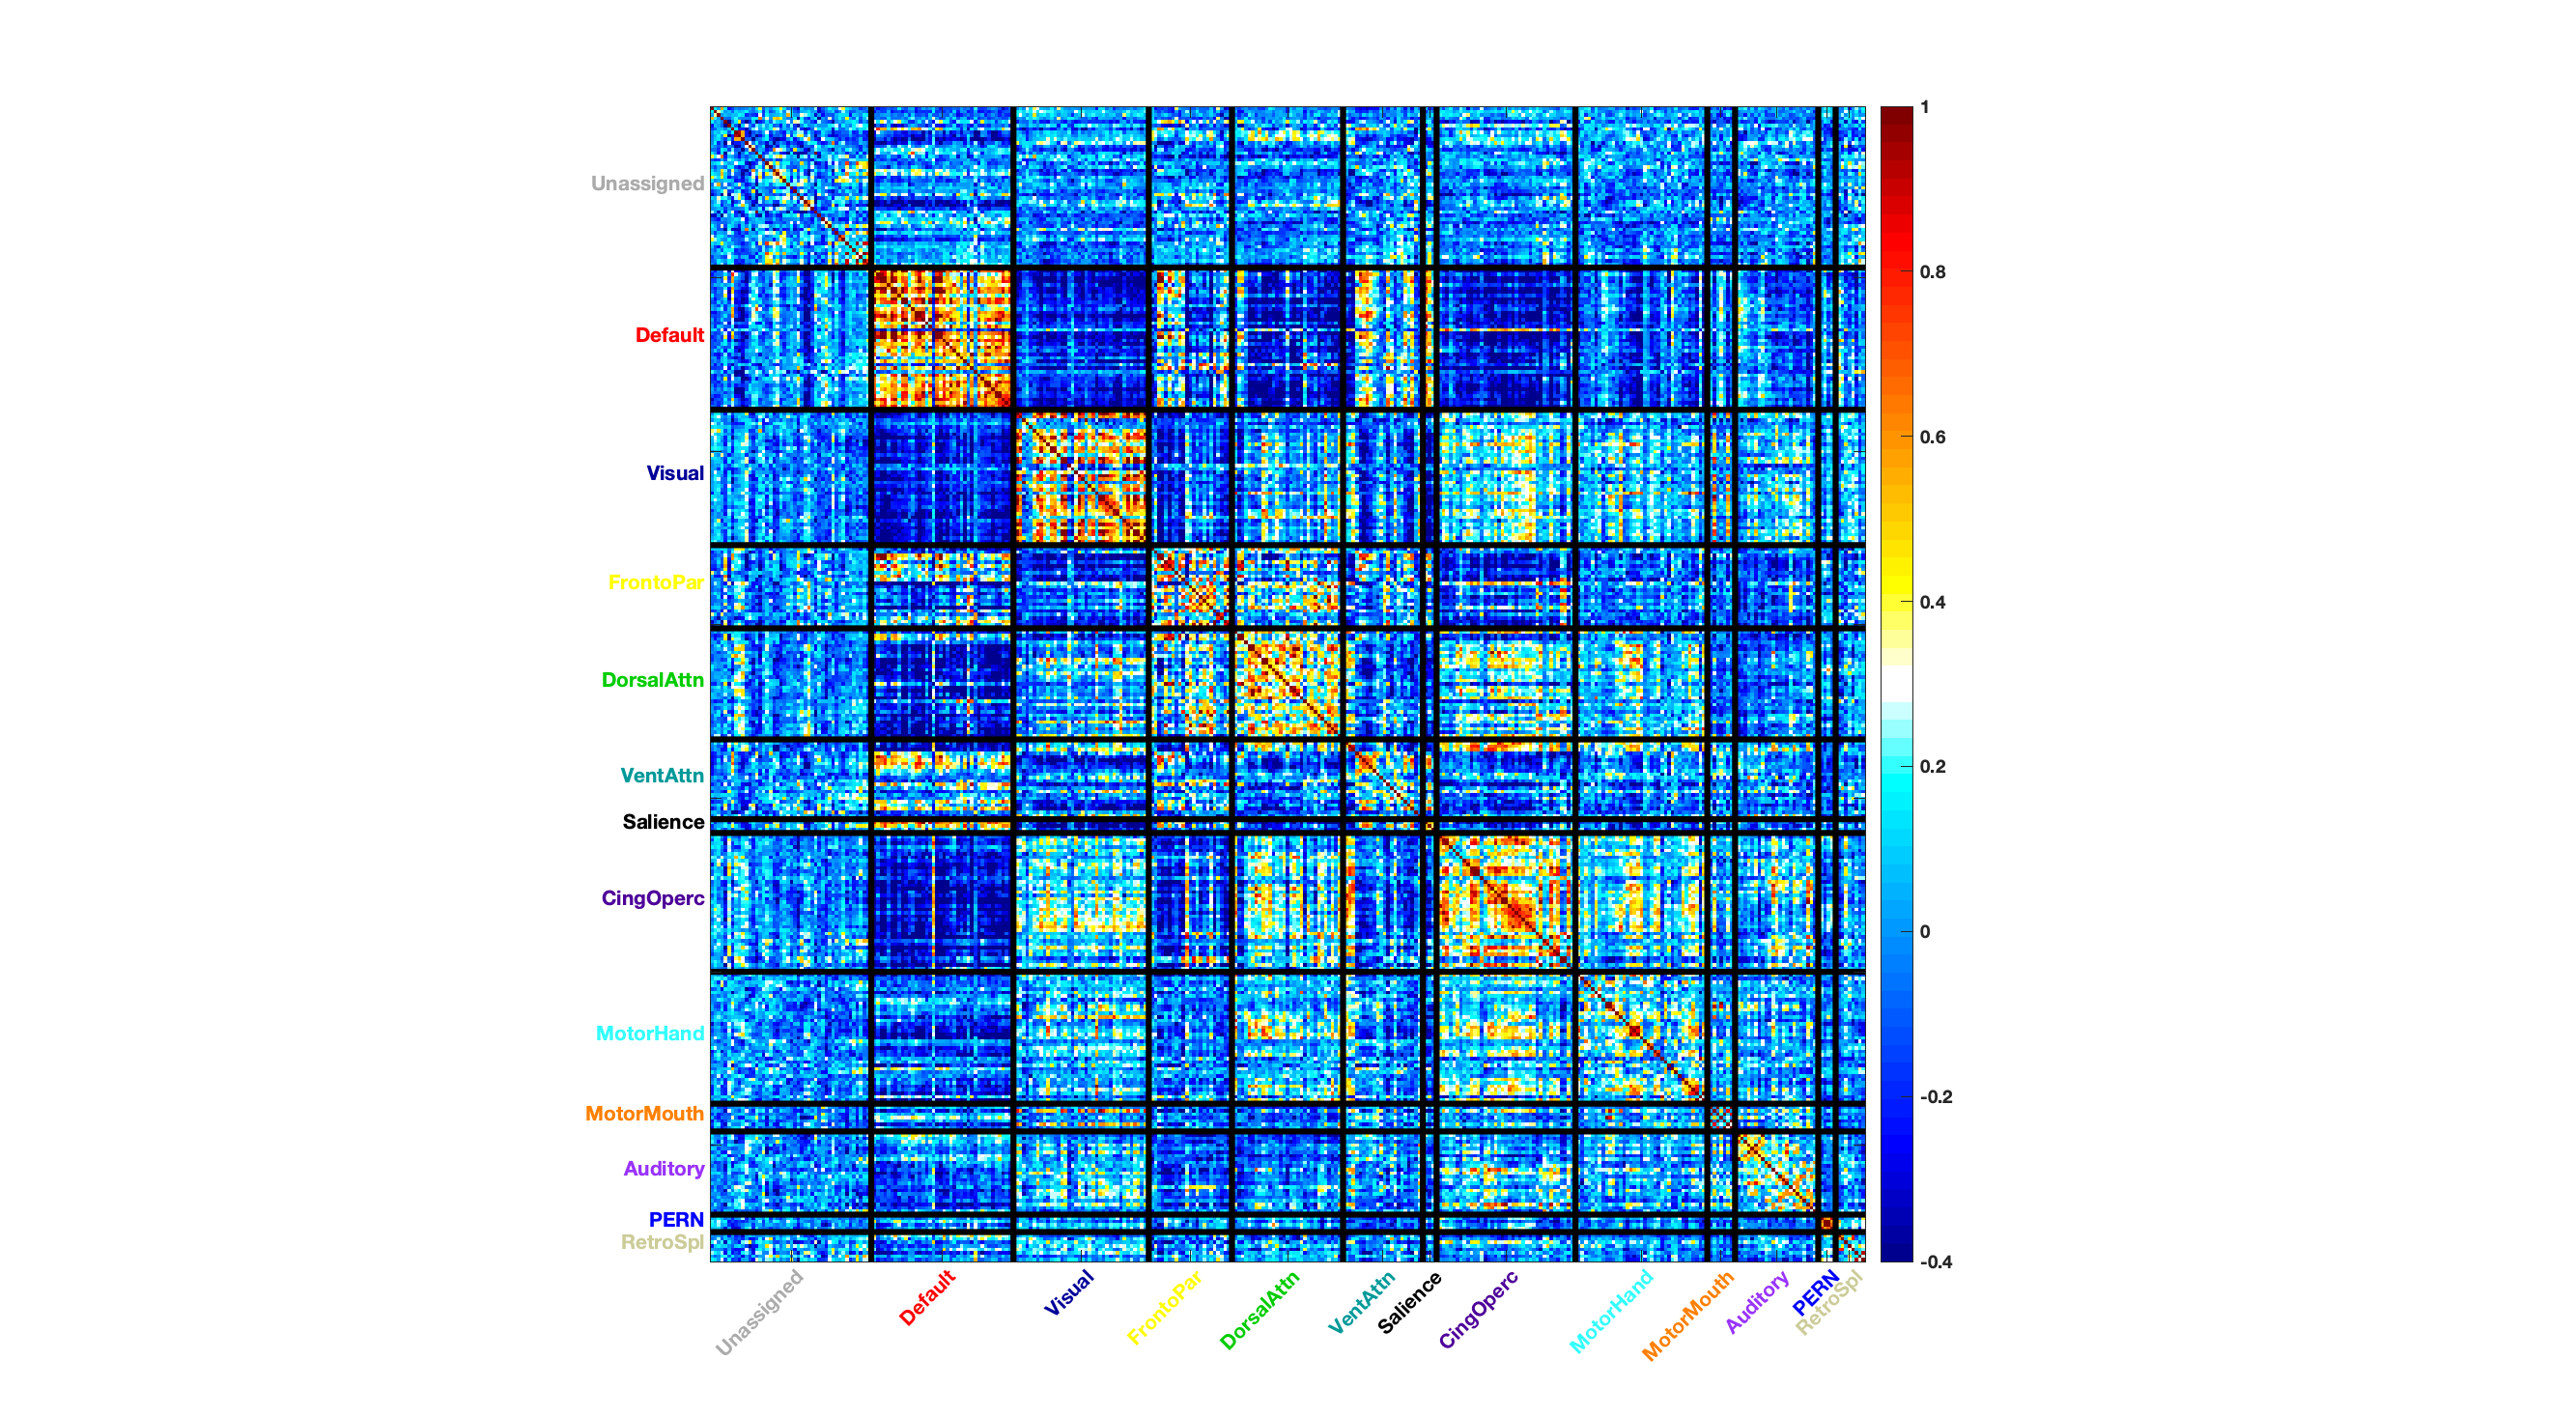 Unassigned
Default
Visual
FrontoPar
DorsalAttn
VentAttn
Salience
CingOperc
MotorHand
MotorMouth
Auditory
PERN
RetroSpl
Unassigned
Default
Visual
FrontoPar
DorsalAttn
VentAttn
Salience
CingOperc
MotorHand
MotorMouth
Auditory
PERN
RetroSpl
1
0.8
0.6
0.4
0.2
0
-0.2
-0.4